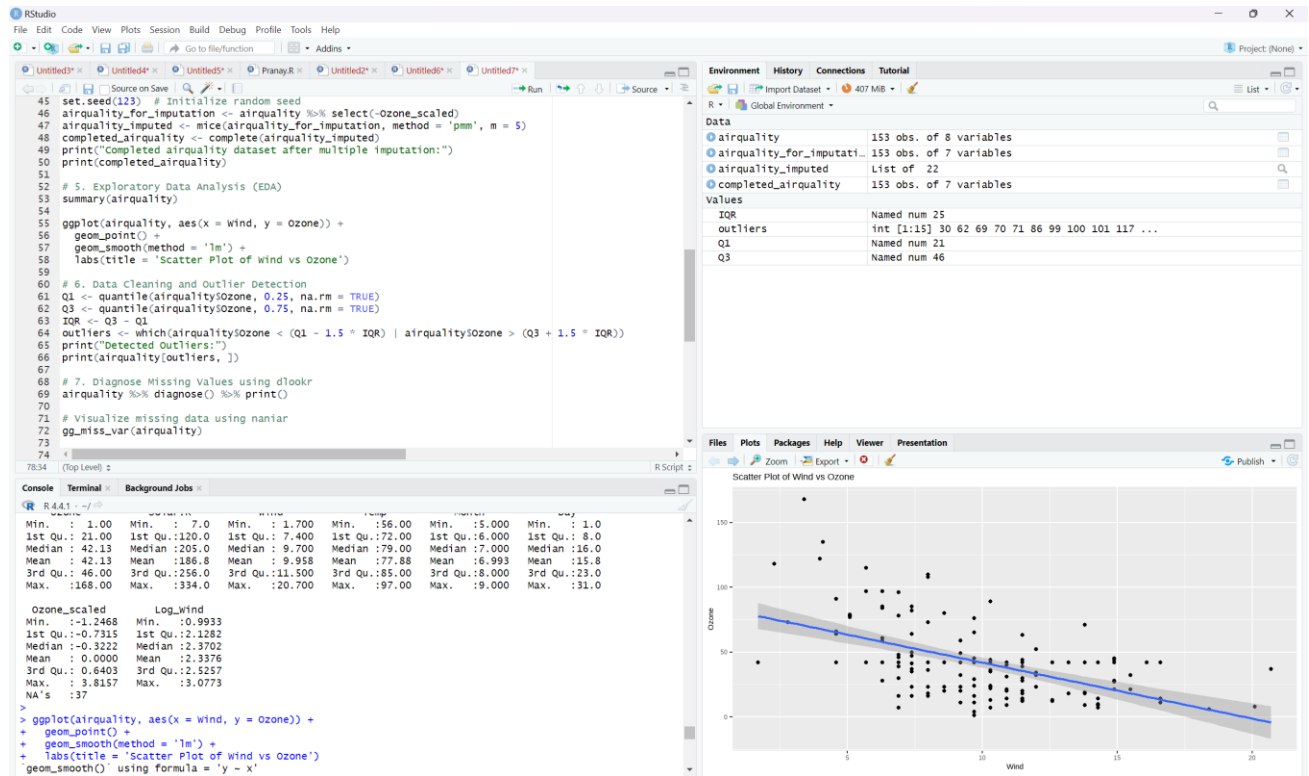 RStudio
File Edit Code View Plots Session Build Debug Profile Tools Help
Go to file/function Addins
Project: (None)
Untitled3* Untitled4* Untitled5* Pranay.R Untitled2* Untitled6* Untitled7*
Source on Save Run Source
45 set.seed(123) # Initialize random seed
46 airquality_for_imputation <- airquality %>% select(-Ozone_scaled)
47 airquality_imputed <- mice(airquality_for_imputation, method = 'pmm', m = 5)
48 completed_airquality <- complete(airquality_imputed)
49 print("Completed airquality dataset after multiple imputation:")
50 print(completed_airquality)
51
52 # 5. Exploratory Data Analysis (EDA)
53 summary(airquality)
54
55 ggplot(airquality, aes(x = Wind, y = Ozone)) +
56 geom_point() +
57 geom_smooth(method = 'lm') +
58 labs(title = 'Scatter Plot of Wind vs Ozone')
59
60 # 6. Data Cleaning and Outlier Detection
61 Q1 <- quantile(airquality$Ozone, 0.25, na.rm = TRUE)
62 Q3 <- quantile(airquality$Ozone, 0.75, na.rm = TRUE)
63 IQR <- Q3 - Q1
64 outliers <- which(airquality$Ozone < (Q1 - 1.5 * IQR) | airquality$Ozone > (Q3 + 1.5 * IQR))
65 print("Detected Outliers:")
66 print(airquality[outliers, ])
67
68 # 7. Diagnose Missing Values using dlookr
69 airquality %>% diagnose() %>% print()
70
71 # Visualize missing data using naniar
72 gg_miss_var(airquality)
73
74
78:34 (Top Level) R Script
Console Terminal Background Jobs
R 4.4.1 · ~/
Min. : 1.00 Min. : 7.0 Min. : 1.700 Min. :56.00 Min. :5.000 Min. : 1.0
1st Qu.: 21.00 1st Qu.:120.0 1st Qu.: 7.400 1st Qu.:72.00 1st Qu.:6.000 1st Qu.: 8.0
Median : 42.13 Median :205.0 Median : 9.700 Median :79.00 Median :7.000 Median :16.0
Mean : 42.13 Mean :186.8 Mean : 9.958 Mean :77.88 Mean :6.993 Mean :15.8
3rd Qu.: 46.00 3rd Qu.:256.0 3rd Qu.:11.500 3rd Qu.:85.00 3rd Qu.:8.000 3rd Qu.:23.0
Max. :168.00 Max. :334.0 Max. :20.700 Max. :97.00 Max. :9.000 Max. :31.0
Ozone_scaled Log_Wind
Min. :-1.2468 Min. :0.9933
1st Qu.:-0.7315 1st Qu.:2.1282
Median :-0.3222 Median :2.3702
Mean : 0.0000 Mean :2.3376
3rd Qu.: 0.6403 3rd Qu.:2.5257
Max. : 3.8157 Max. :3.0773
NA's :37
>
> ggplot(airquality, aes(x = Wind, y = Ozone)) +
+ geom_point() +
+ geom_smooth(method = 'lm') +
+ labs(title = 'Scatter Plot of Wind vs Ozone')
`geom_smooth()` using formula = 'y ~ x'
Environment History Connections Tutorial
Import Dataset 407 MiB List
R Global Environment
Data
airquality 153 obs. of 8 variables
airquality_for_imputati… 153 obs. of 7 variables
airquality_imputed List of 22
completed_airquality 153 obs. of 7 variables
Values
IQR Named num 25
outliers int [1:15] 30 62 69 70 71 86 99 100 101 117 ...
Q1 Named num 21
Q3 Named num 46
Files Plots Packages Help Viewer Presentation
Zoom Export Publish
Scatter Plot of Wind vs Ozone
150
100
50
0
Ozone
5 10 15 20
Wind